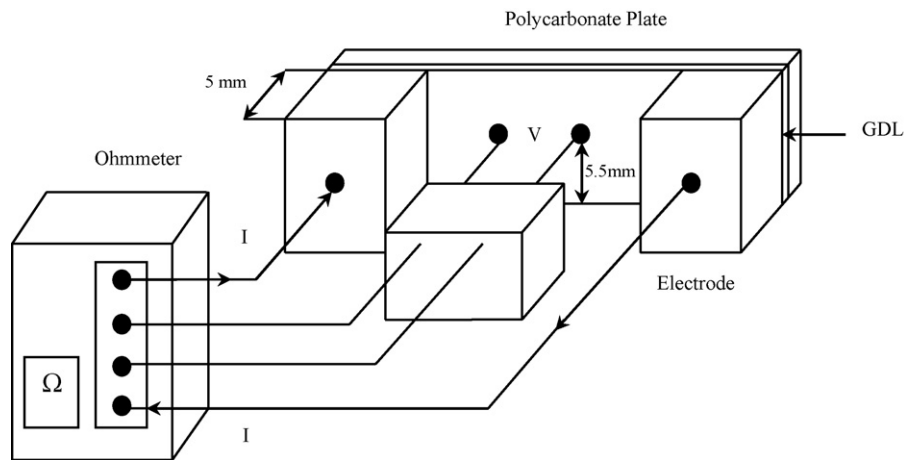 Polycarbonate Plate
5 mm
GDL
V
Ohmmeter
5.5mm
I
Electrode
Ω
I